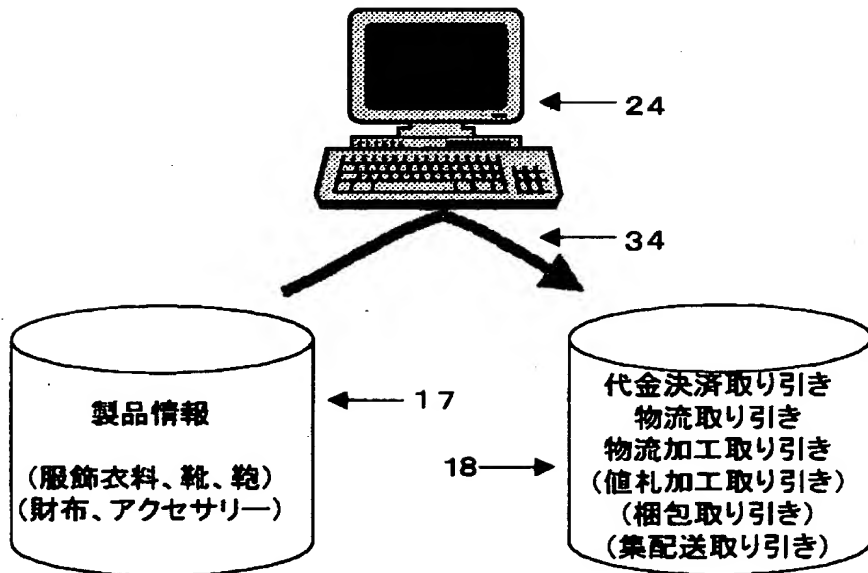 24
34
製品情報
(服飾衣料、靴、鞄)
(財布、アクセサリー)
17
代金決済取り引き
物流取り引き
物流加工取り引き
(値札加工取り引き)
(梱包取り引き)
(集配送取り引き)
18